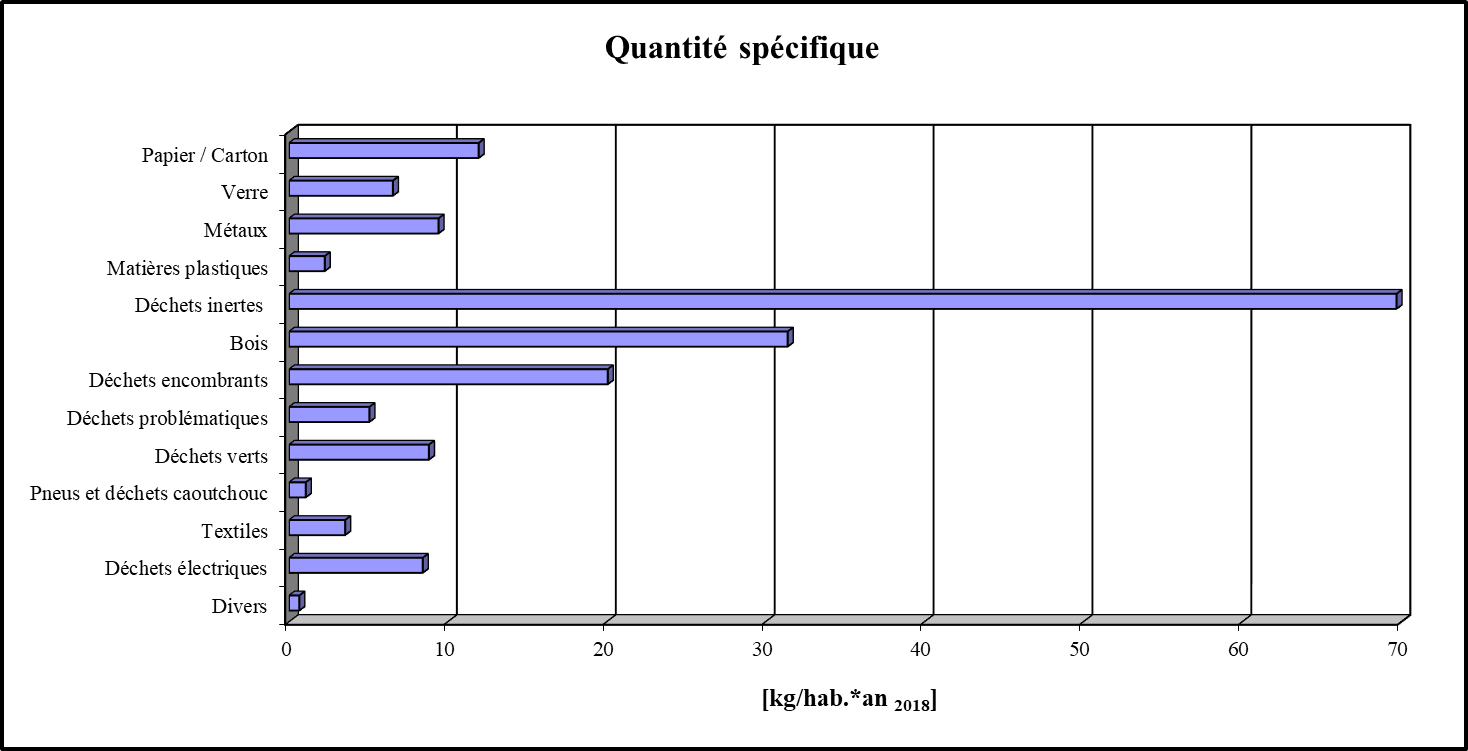 Quantité spécifique
Papier / Carton
Verre
Métaux
Matières plastiques
Déchets inertes
Bois
Déchets encombrants
Déchets problématiques
Déchets verts
Pneus et déchets caoutchouc
Textiles
Déchets électriques
Divers
0 10 20 30 40 50 60 70
[kg/hab.*an 2018]